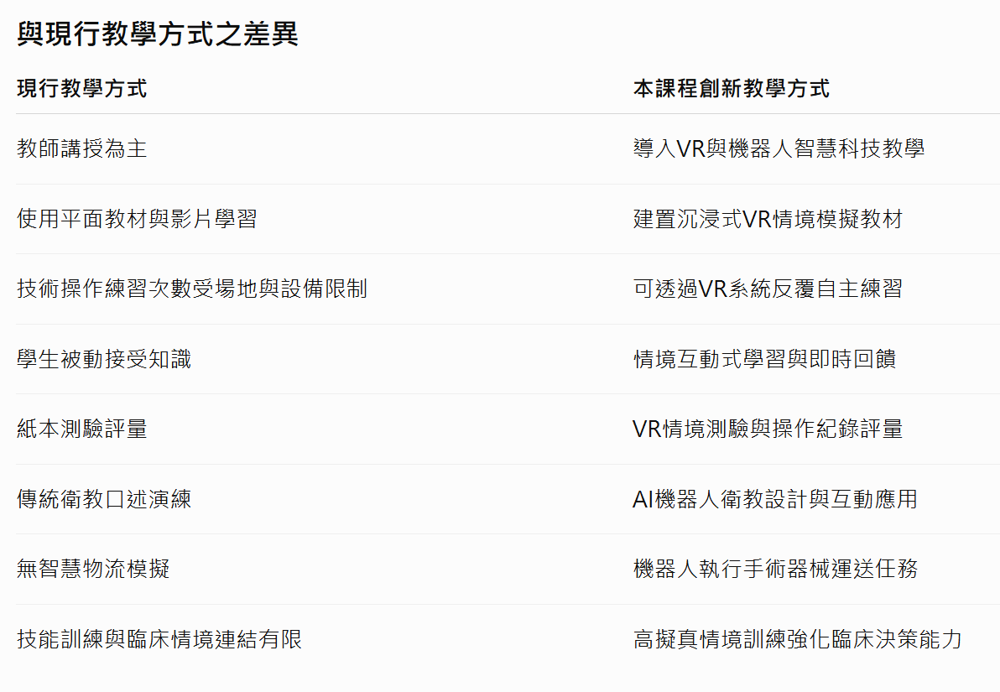 與現行教學方式之差異
現行教學方式 本課程創新教學方式
教師講授為主 導入VR與機器人智慧科技教學
使用平面教材與影片學習 建置沉浸式VR情境模擬教材
技術操作練習次數受場地與設備限制 可透過VR系統反覆自主練習
學生被動接受知識 情境互動式學習與即時回饋
紙本測驗評量 VR情境測驗與操作紀錄評量
傳統衛教口述演練 AI機器人衛教設計與互動應用
無智慧物流模擬 機器人執行手術器械運送任務
技能訓練與臨床情境連結有限 高擬真情境訓練強化臨床決策能力